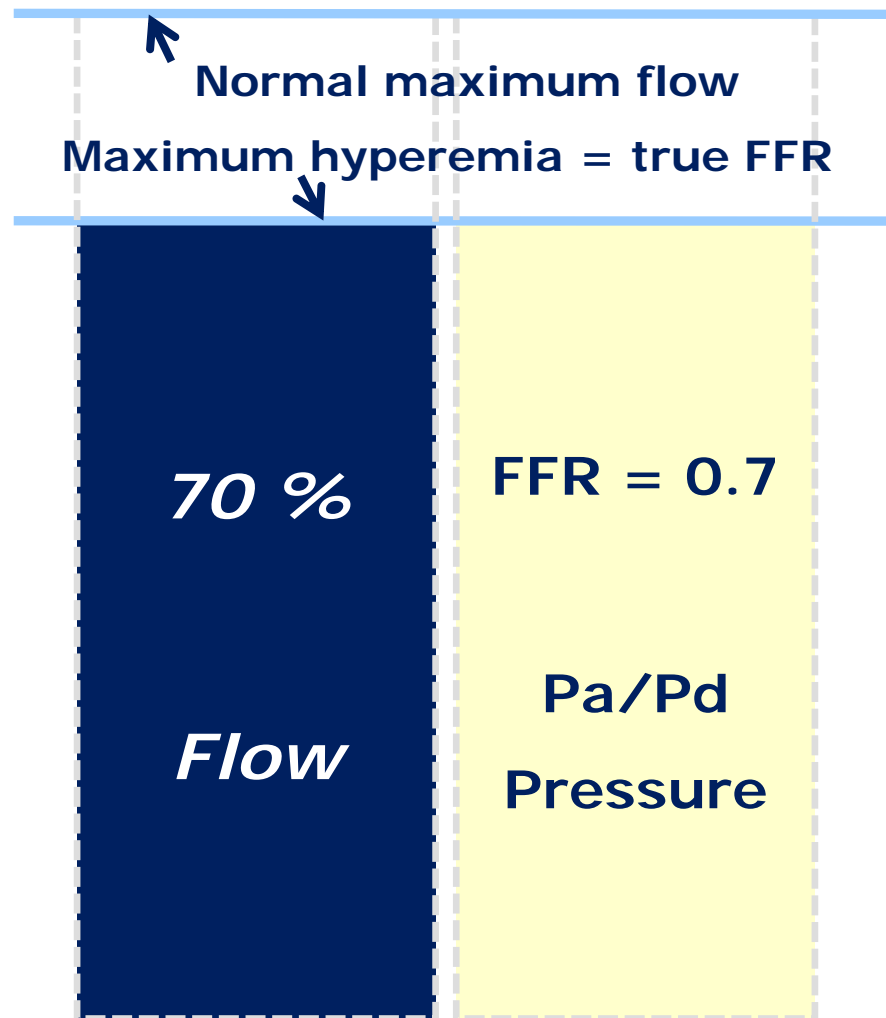 Normal maximum flow
Maximum hyperemia = true FFR
70 %
FFR = 0.7
Pa/Pd
Flow
Pressure